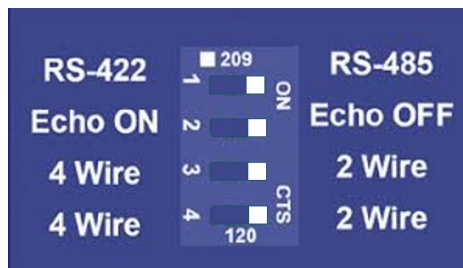 209
RS-422 1 ON RS-485
Echo ON 2 Echo OFF
4 Wire 3 2 Wire
4 Wire 4 CTS 2 Wire
120